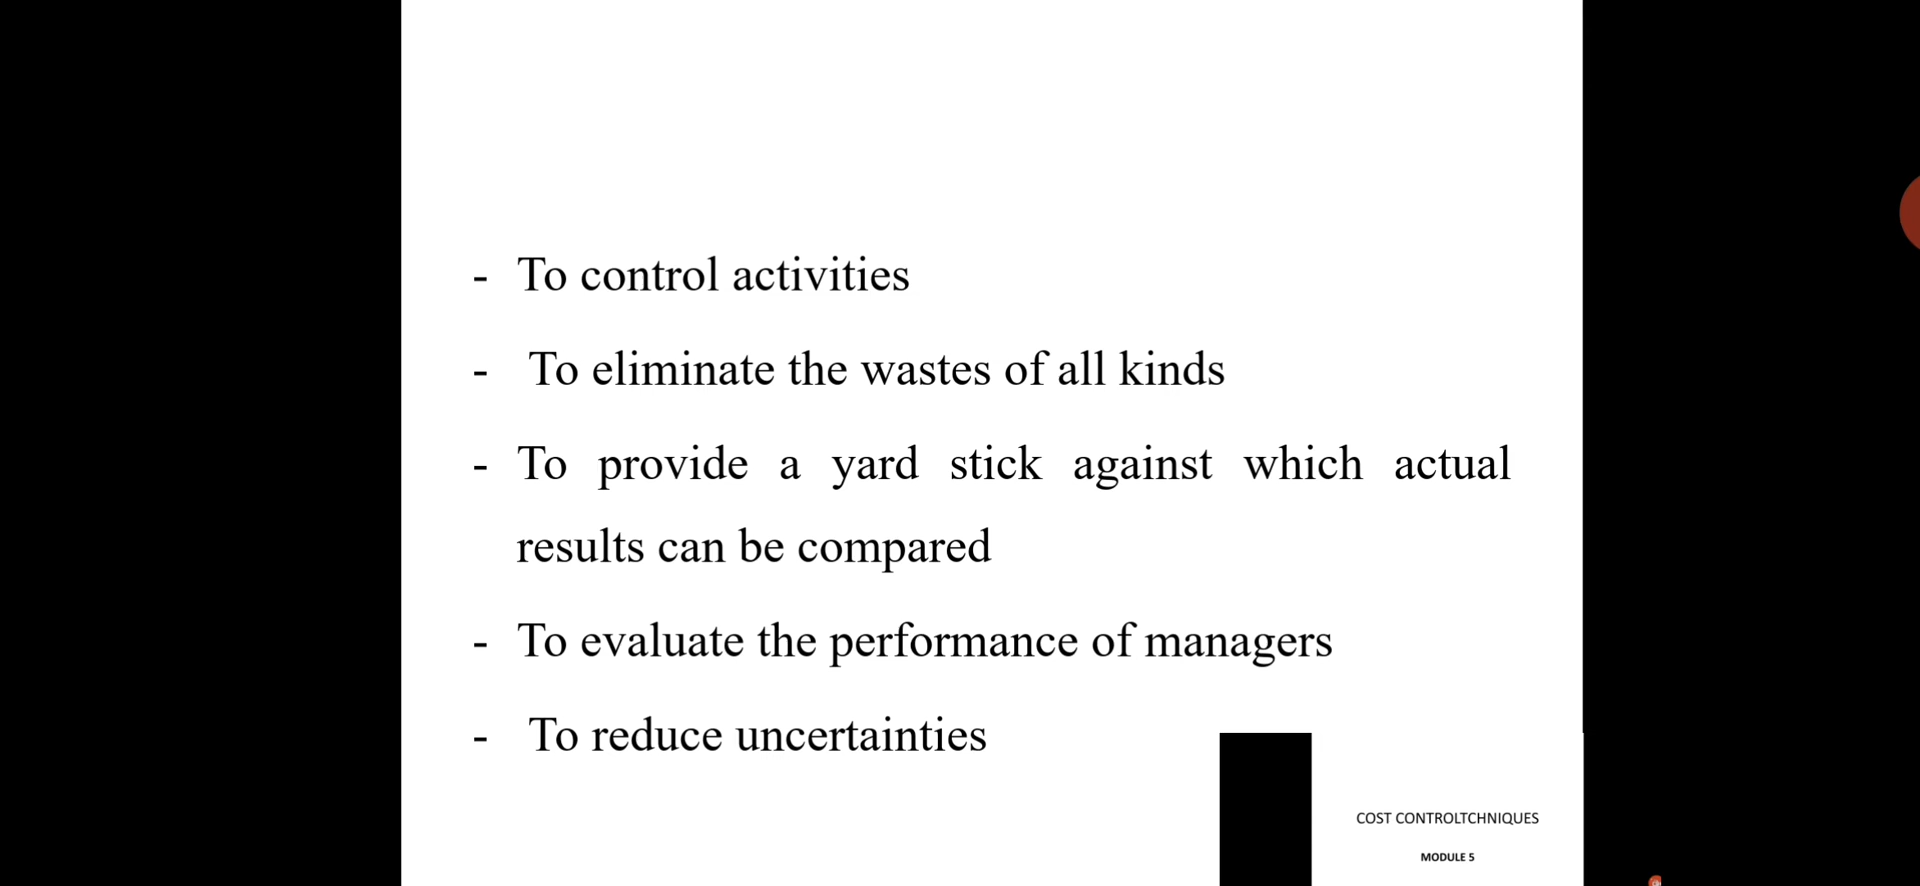 - To control activities
- To eliminate the wastes of all kinds
- To provide a yard stick against which actual
results can be compared
- To evaluate the performance of managers
- To reduce uncertainties
COST CONTROLTCHNIQUES
MODULE 5